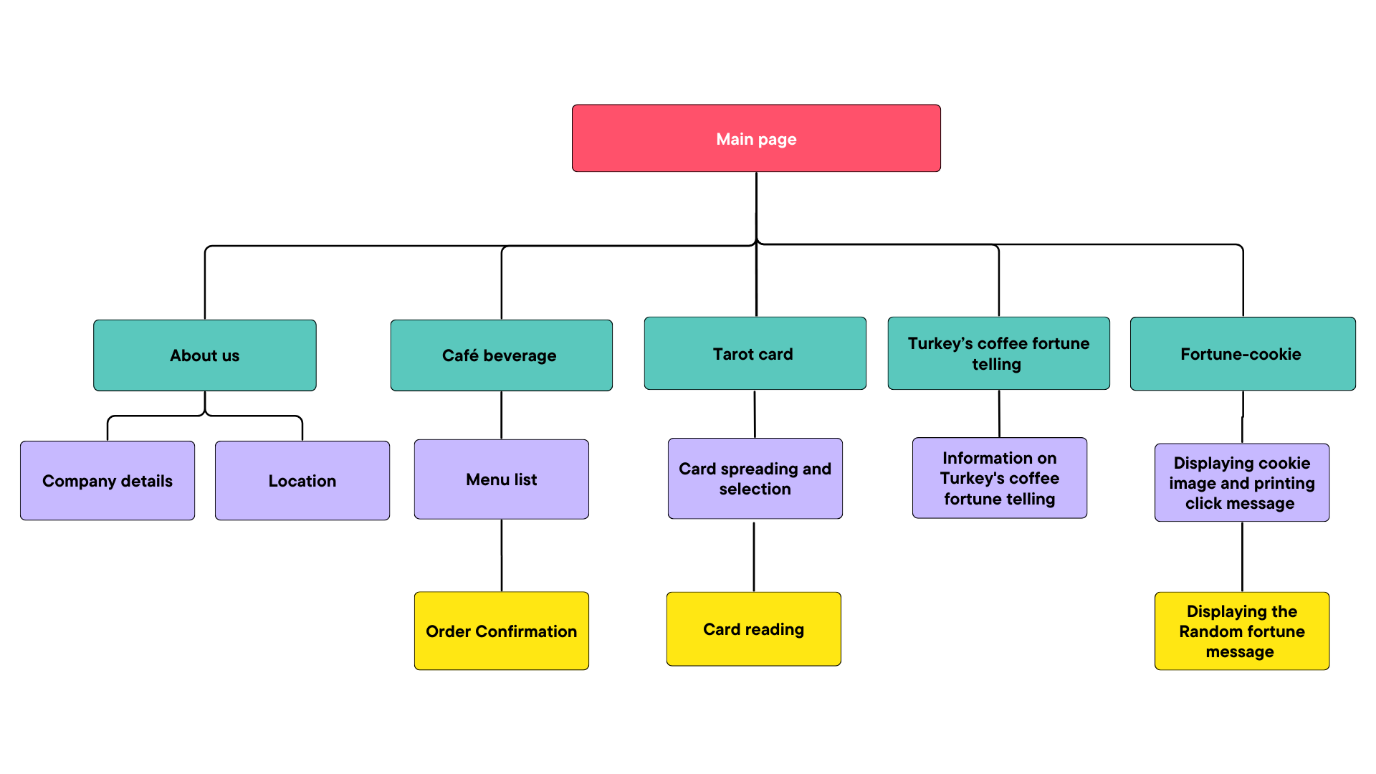 Main page
About us
Café beverage
Tarot card
Turkey’s coffee fortune
telling
Fortune-cookie
Company details
Location
Menu list
Card spreading and
selection
Information on
Turkey's coffee
fortune telling
Displaying cookie
image and printing
click message
Order Confirmation
Card reading
Displaying the
Random fortune
message